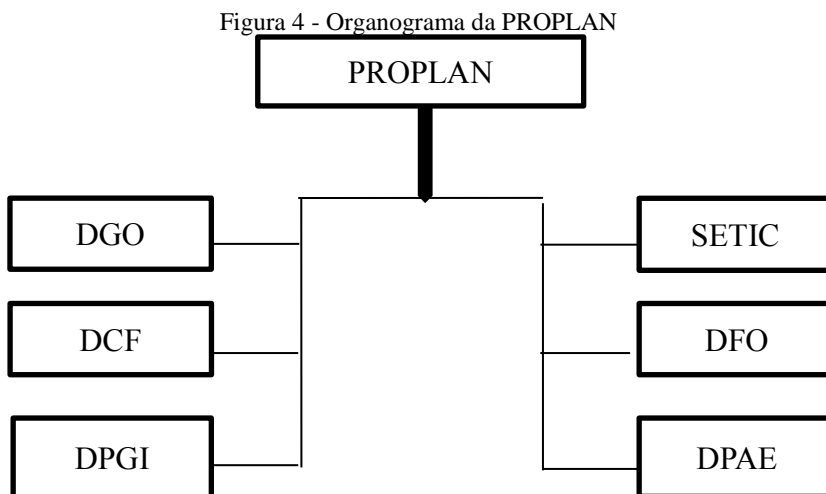 Figura 4 - Organograma da PROPLAN
PROPLAN
DGO
SETIC
DCF
DFO
DPGI
DPAE